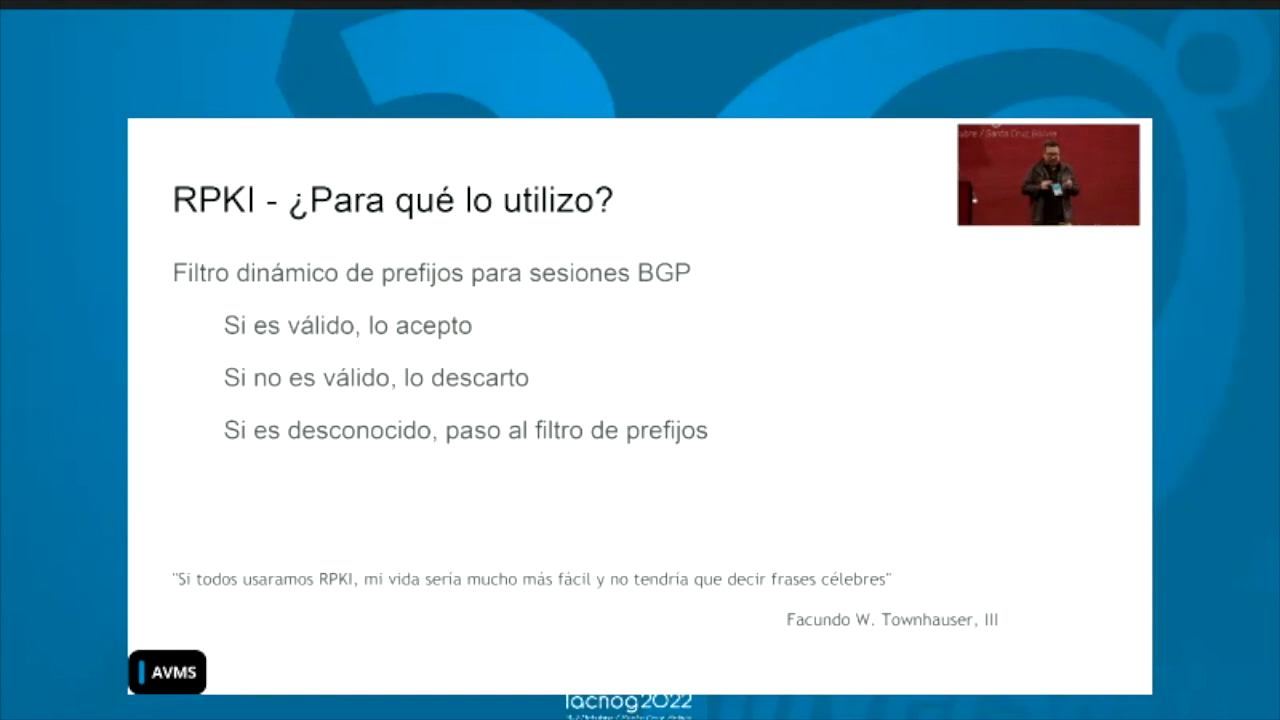 RPKI - ¿Para qué lo utilizo?
Filtro dinámico de prefijos para sesiones BGP
Si es válido, lo acepto
Si no es válido, lo descarto
Si es desconocido, paso al filtro de prefijos
"Si todos usaramos RPKI, mi vida sería mucho más fácil y no tendría que decir frases célebres"
Facundo W. Townhauser, III
AVMS
lacnog2022